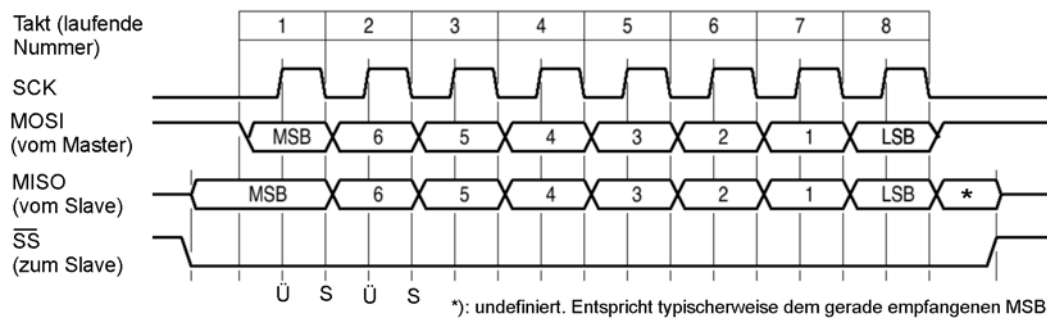 Takt (laufende Nummer) 1 2 3 4 5 6 7 8
SCK
MOSI (vom Master) MSB 6 5 4 3 2 1 LSB
MISO (vom Slave) MSB 6 5 4 3 2 1 LSB *
SS (zum Slave)
Ü S Ü S
*): undefiniert. Entspricht typischerweise dem gerade empfangenen MSB